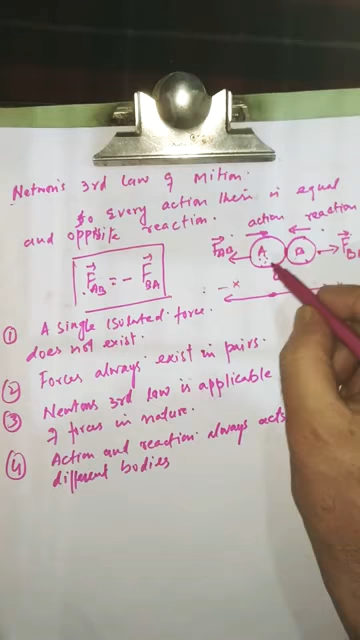 Newton's 3rd Law of Motion.
To Every action there is equal
and opposite reaction.
action reaction
F⃗AB = - F⃗BA
F⃗AB A B F⃗B
- x
① A single isolated force
does not exist.
② Forces always exist in pairs.
③ Newtons 3rd law is applicable
forces in nature.
④ Action and reaction always acts
different bodies